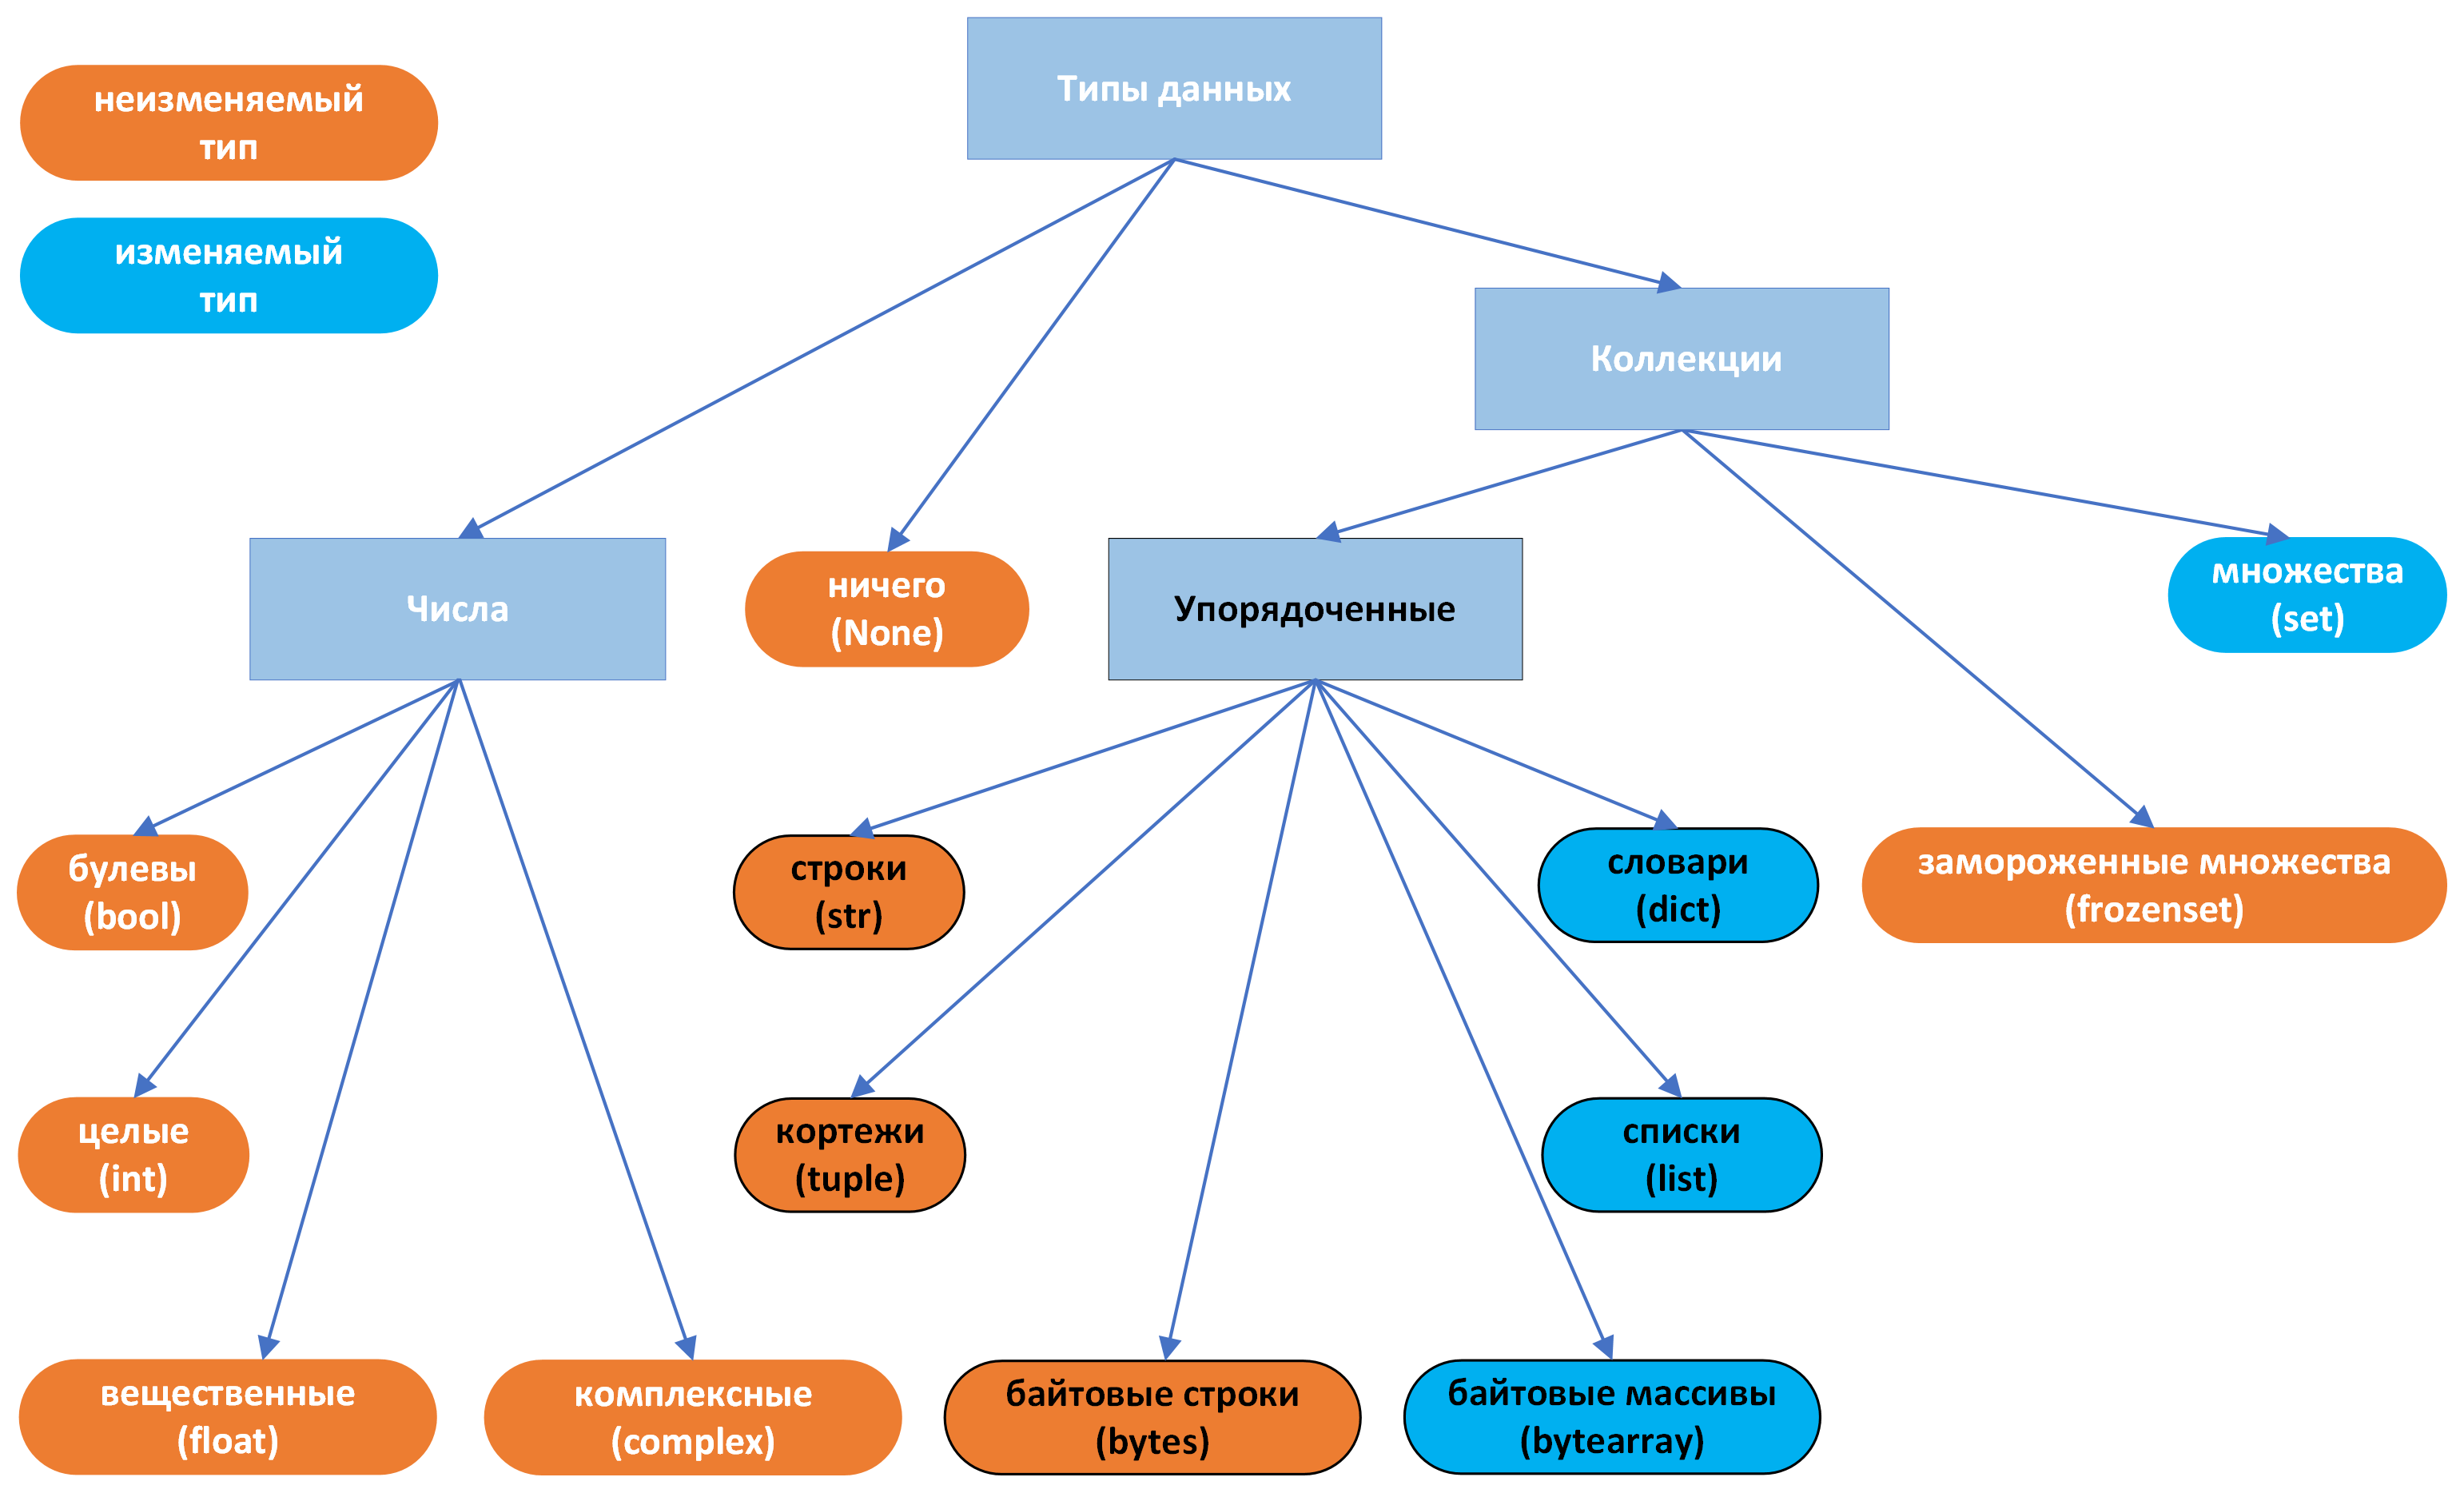 Типы данных
неизменяемый
тип
изменяемый
тип
Коллекции
Числа
ничего
(None)
Упорядоченные
множества
(set)
булевы
(bool)
строки
(str)
словари
(dict)
замороженные множества
(frozenset)
целые
(int)
кортежи
(tuple)
списки
(list)
вещественные
(float)
комплексные
(complex)
байтовые строки
(bytes)
байтовые массивы
(bytearray)